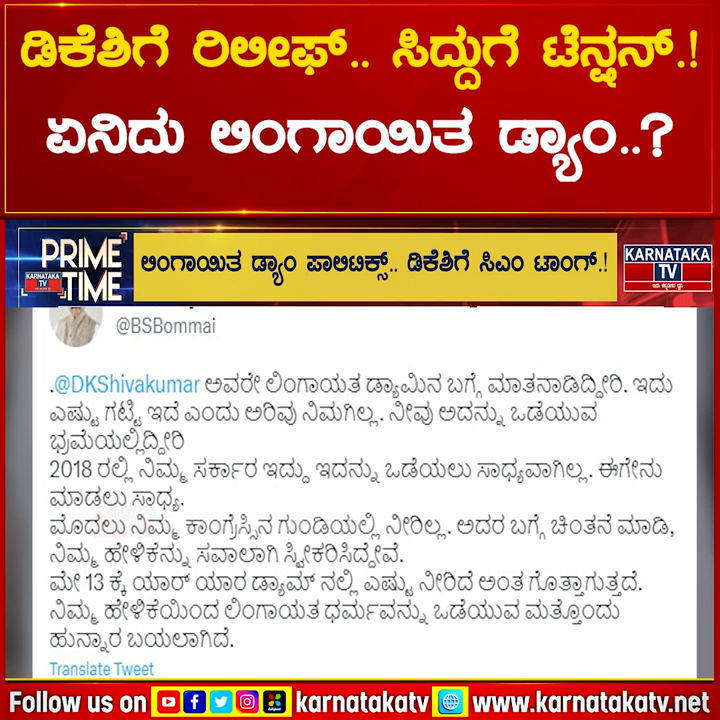 ಡಿಕೆಶಿಗೆ ರಿಲೀಫ್.. ಸಿದ್ದುಗೆ ಟೆನ್ಷನ್.!
ಏನಿದು ಲಿಂಗಾಯಿತ ಡ್ಯಾಂ..?
PRIME TIME
KARNATAKA TV
ಲಿಂಗಾಯಿತ ಡ್ಯಾಂ ಪಾಲಿಟಿಕ್ಸ್.. ಡಿಕೆಶಿಗೆ ಸಿಎಂ ಟಾಂಗ್.!
KARNATAKA
TV
@BSBommai
.@DKShivakumar ಅವರೇ ಲಿಂಗಾಯತ ಡ್ಯಾಮಿನ ಬಗ್ಗೆ ಮಾತನಾಡಿದ್ದೀರಿ. ಇದು
ಎಷ್ಟು ಗಟ್ಟಿ ಇದೆ ಎಂದು ಅರಿವು ನಿಮಗಿಲ್ಲ. ನೀವು ಅದನ್ನು ಒಡೆಯುವ
ಭ್ರಮೆಯಲ್ಲಿದ್ದೀರಿ
2018 ರಲ್ಲಿ ನಿಮ್ಮ ಸರ್ಕಾರ ಇದ್ದು ಇದನ್ನು ಒಡೆಯಲು ಸಾಧ್ಯವಾಗಿಲ್ಲ. ಈಗೇನು
ಮಾಡಲು ಸಾಧ್ಯ.
ಮೊದಲು ನಿಮ್ಮ ಕಾಂಗ್ರೆಸ್ಸಿನ ಗುಂಡಿಯಲ್ಲಿ ನೀರಿಲ್ಲ. ಅದರ ಬಗ್ಗೆ ಚಿಂತನೆ ಮಾಡಿ,
ನಿಮ್ಮ ಹೇಳಿಕೆನ್ನು ಸವಾಲಾಗಿ ಸ್ವೀಕರಿಸಿದ್ದೇವೆ.
ಮೇ 13 ಕ್ಕೆ ಯಾರ್ ಯಾರ ಡ್ಯಾಮ್ ನಲ್ಲಿ ಎಷ್ಟು ನೀರಿದೆ ಅಂತ ಗೊತ್ತಾಗುತ್ತದೆ.
ನಿಮ್ಮ ಹೇಳಿಕೆಯಿಂದ ಲಿಂಗಾಯತ ಧರ್ಮವನ್ನು ಒಡೆಯುವ ಮತ್ತೊಂದು
ಹುನ್ನಾರ ಬಯಲಾಗಿದೆ.
Translate Tweet
Follow us on karnatakatv www.karnatakatv.net